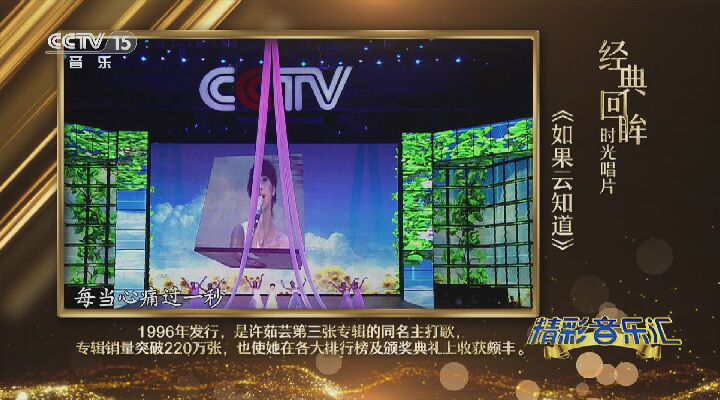 CCTV 15
音乐
CCTV
每当心痛过一秒
经典回眸
时光唱片
《如果云知道》
1996年发行，是许茹芸第三张专辑的同名主打歌，
专辑销量突破220万张，也使她在各大排行榜及颁奖典礼上收获颇丰。
精彩音乐汇